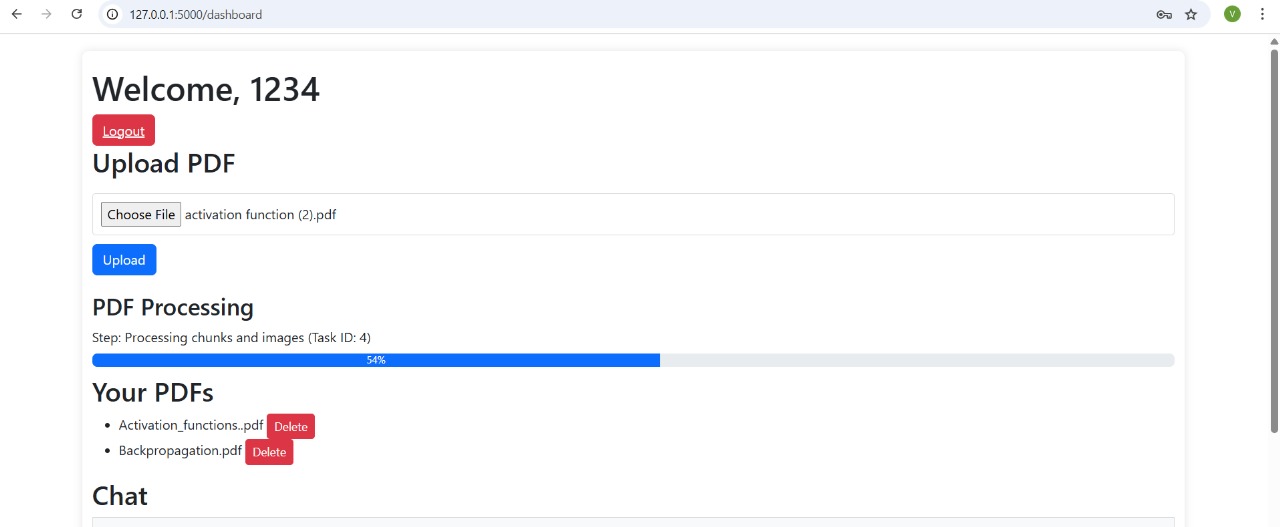 127.0.0.1:5000/dashboard
V
Welcome, 1234
Logout
Upload PDF
Choose File activation function (2).pdf
Upload
PDF Processing
Step: Processing chunks and images (Task ID: 4)
54%
Your PDFs
Activation_functions..pdf Delete
Backpropagation.pdf Delete
Chat